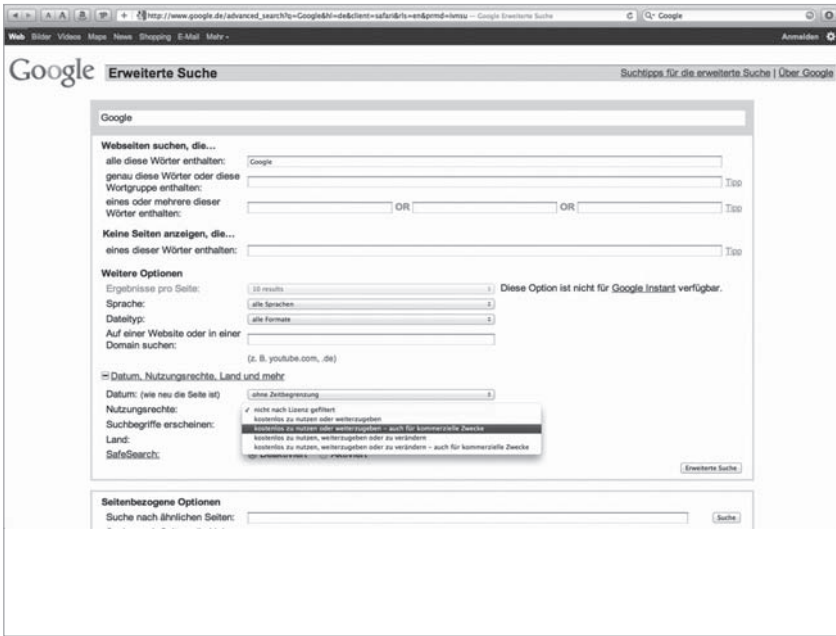 http://www.google.de/advanced_search?q=Google&hl=de&client=safari&rls=en&prmd=ivnsu — Google Erweiterte Suche
Google
Web Bilder Videos Maps News Shopping E-Mail Mehr
Anmelden
Google Erweiterte Suche
Suchtipps für die erweiterte Suche | Über Google
Google
Webseiten suchen, die...
alle diese Wörter enthalten: Google
genau diese Wörter oder diese
Wortgruppe enthalten: Tipp
eines oder mehrere dieser
Wörter enthalten: OR OR Tipp
Keine Seiten anzeigen, die...
eines dieser Wörter enthalten: Tipp
Weitere Optionen
Ergebnisse pro Seite: 10 results Diese Option ist nicht für Google Instant verfügbar.
Sprache: alle Sprachen
Dateityp: alle Formate
Auf einer Website oder in einer
Domain suchen:
(z. B. youtube.com, .de)
Datum, Nutzungsrechte, Land und mehr
Datum: (wie neu die Seite ist) ohne Zeitbegrenzung
Nutzungsrechte: ✓ nicht nach Lizenz gefiltert
kostenlos zu nutzen oder weiterzugeben
Suchbegriffe erscheinen: kostenlos zu nutzen oder weiterzugeben – auch für kommerzielle Zwecke
Land: kostenlos zu nutzen, weiterzugeben oder zu verändern
kostenlos zu nutzen, weiterzugeben oder zu verändern – auch für kommerzielle Zwecke
SafeSearch:
Erweiterte Suche
Seitenbezogene Optionen
Suche nach ähnlichen Seiten: Suche